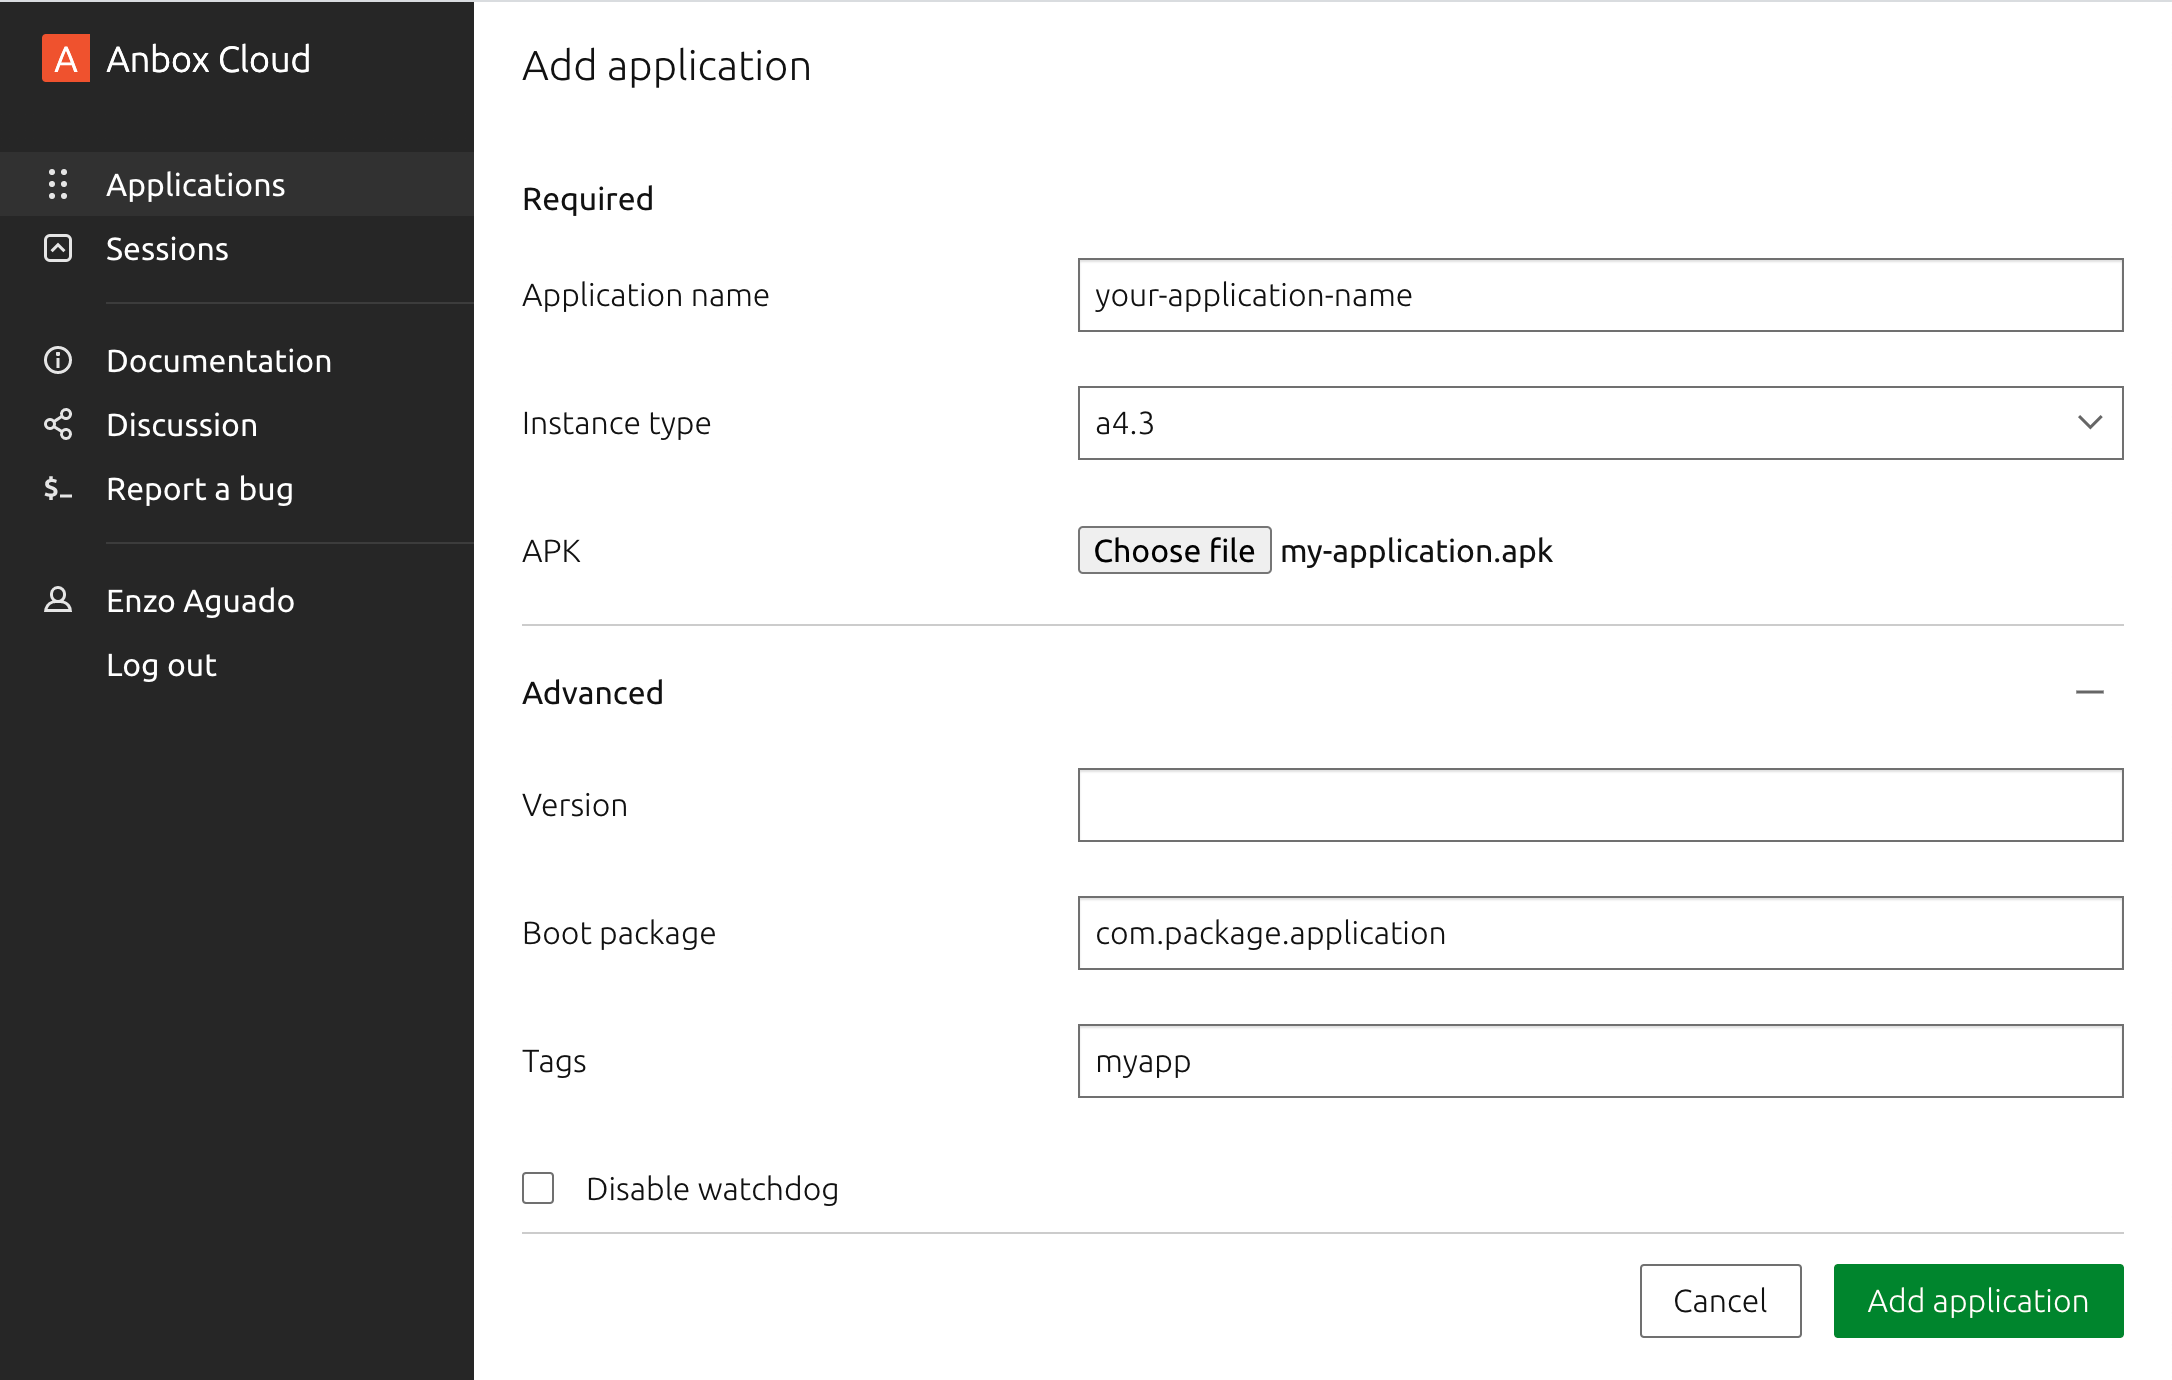 A Anbox Cloud
Applications
Sessions
Documentation
Discussion
$_ Report a bug
Enzo Aguado
Log out
Add application
Required
Application name your-application-name
Instance type a4.3
APK Choose file my-application.apk
Advanced
Version
Boot package com.package.application
Tags myapp
Disable watchdog
Cancel Add application